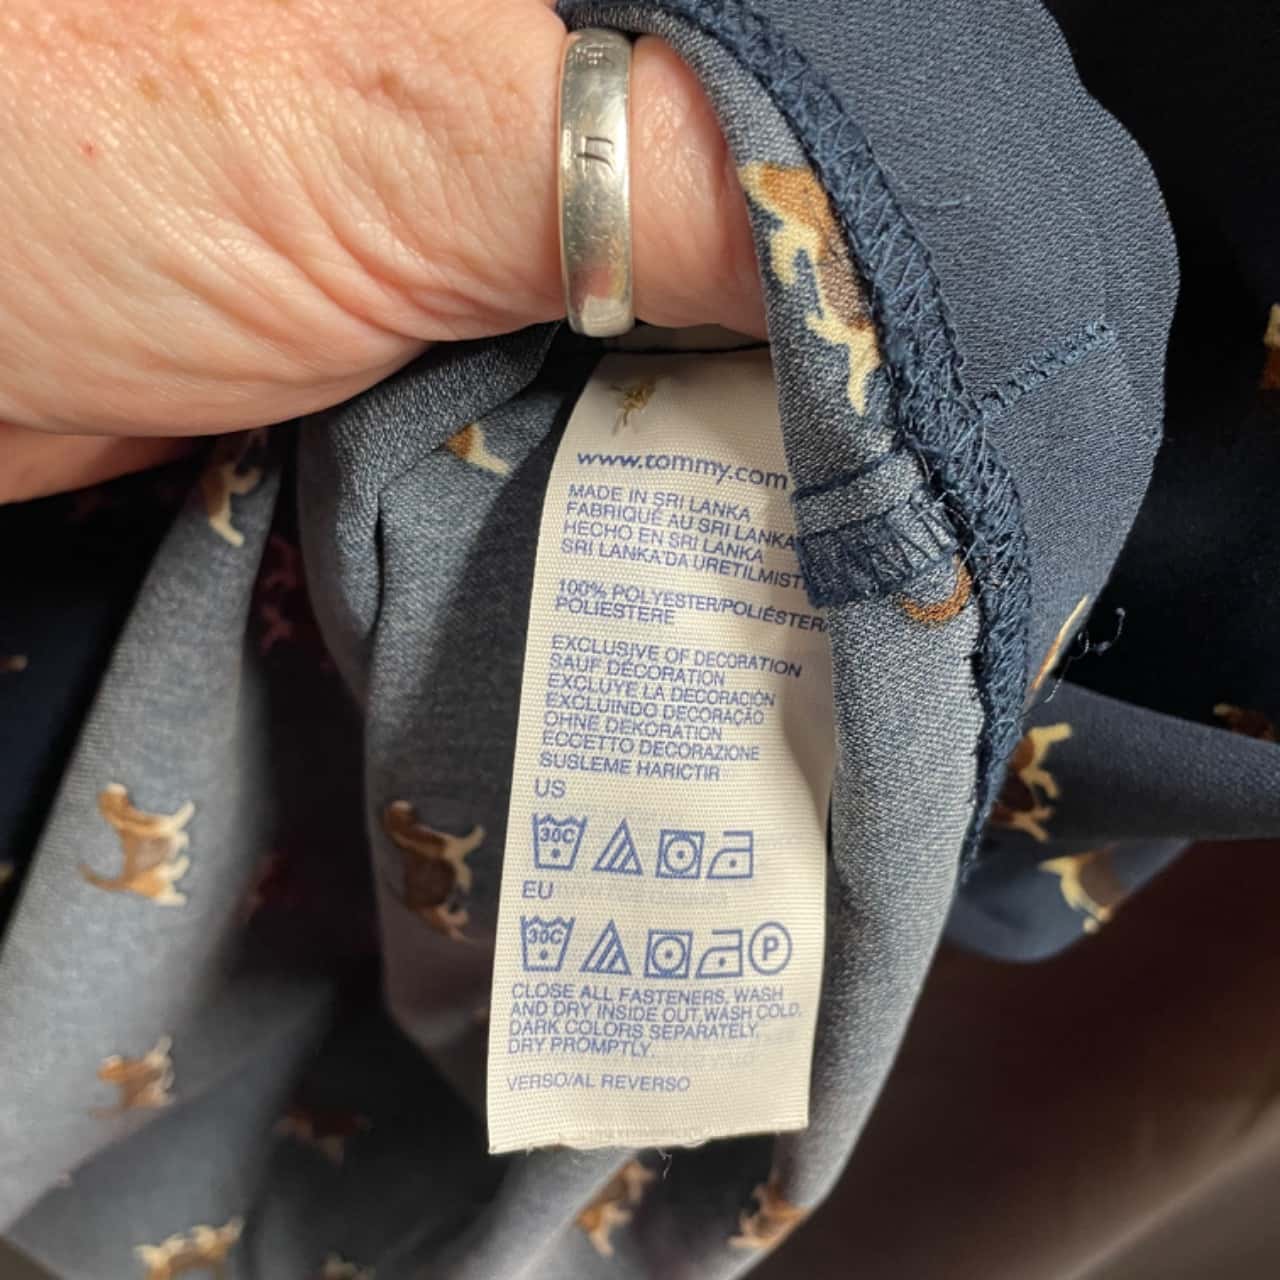 力
www.tommy.com
MADE IN SRI LANKA
FABRIQUÉ AU SRI LANKA
HECHO EN SRI LANKA
SRI LANKA'DA URETILMIST
100% POLYESTER/POLIÉSTER/
POLIESTERE
EXCLUSIVE OF DECORATION
SAUF DÉCORATION
EXCLUYE LA DECORACIÓN
EXCLUINDO DECORAÇÃO
OHNE DEKORATION
ECCETTO DECORAZIONE
SUSLEME HARICTIR
US
30C
EU
30C
P
CLOSE ALL FASTENERS, WASH
AND DRY INSIDE OUT,WASH COLD,
DARK COLORS SEPARATELY,
DRY PROMPTLY.
VERSO/AL REVERSO